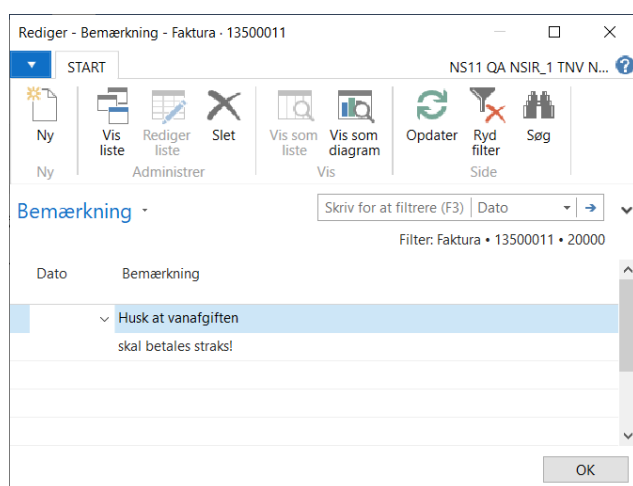 Rediger - Bemærkning - Faktura · 13500011
START
NS11 QA NSIR_1 TNV N...
Ny
Vis liste
Rediger liste
Slet
Vis som liste
Vis som diagram
Opdater
Ryd filter
Søg
Ny
Administrer
Vis
Side
Bemærkning
Skriv for at filtrere (F3)
Dato
Filter: Faktura • 13500011 • 20000
Dato
Bemærkning
Husk at vanafgiften
skal betales straks!
OK